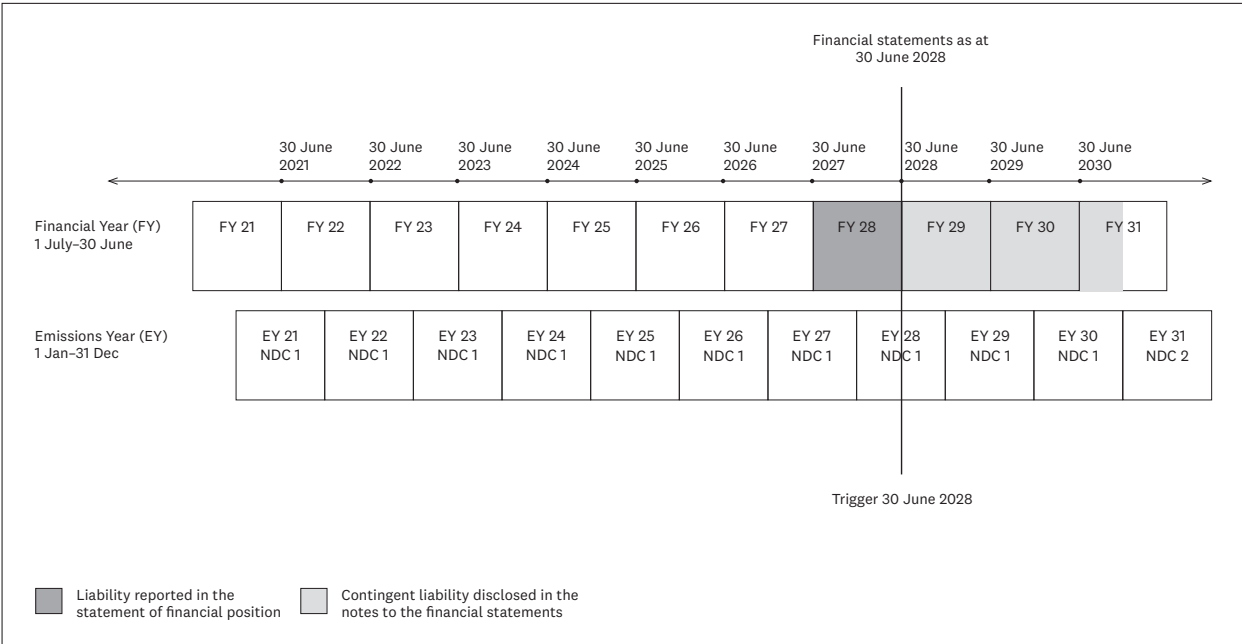 Financial statements as at
30 June 2028
30 June
2021
30 June
2022
30 June
2023
30 June
2024
30 June
2025
30 June
2026
30 June
2027
30 June
2028
30 June
2029
30 June
2030
Financial Year (FY)
1 July–30 June
FY 21
FY 22
FY 23
FY 24
FY 25
FY 26
FY 27
FY 28
FY 29
FY 30
FY 31
Emissions Year (EY)
1 Jan–31 Dec
EY 21
NDC 1
EY 22
NDC 1
EY 23
NDC 1
EY 24
NDC 1
EY 25
NDC 1
EY 26
NDC 1
EY 27
NDC 1
EY 28
NDC 1
EY 29
NDC 1
EY 30
NDC 1
EY 31
NDC 2
Trigger 30 June 2028
Liability reported in the
statement of financial position
Contingent liability disclosed in the
notes to the financial statements